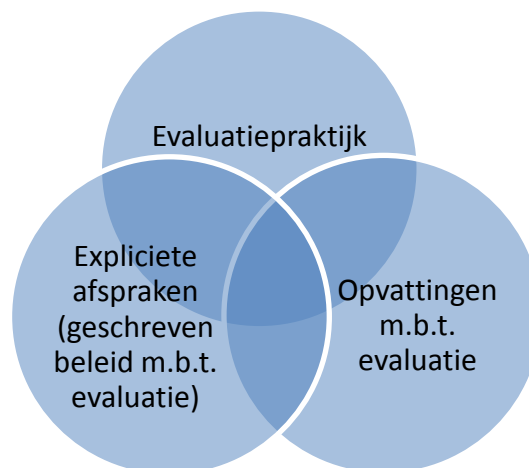 Evaluatiepraktijk
Expliciete
afspraken
(geschreven
beleid m.b.t.
evaluatie)
Opvattingen
m.b.t.
evaluatie